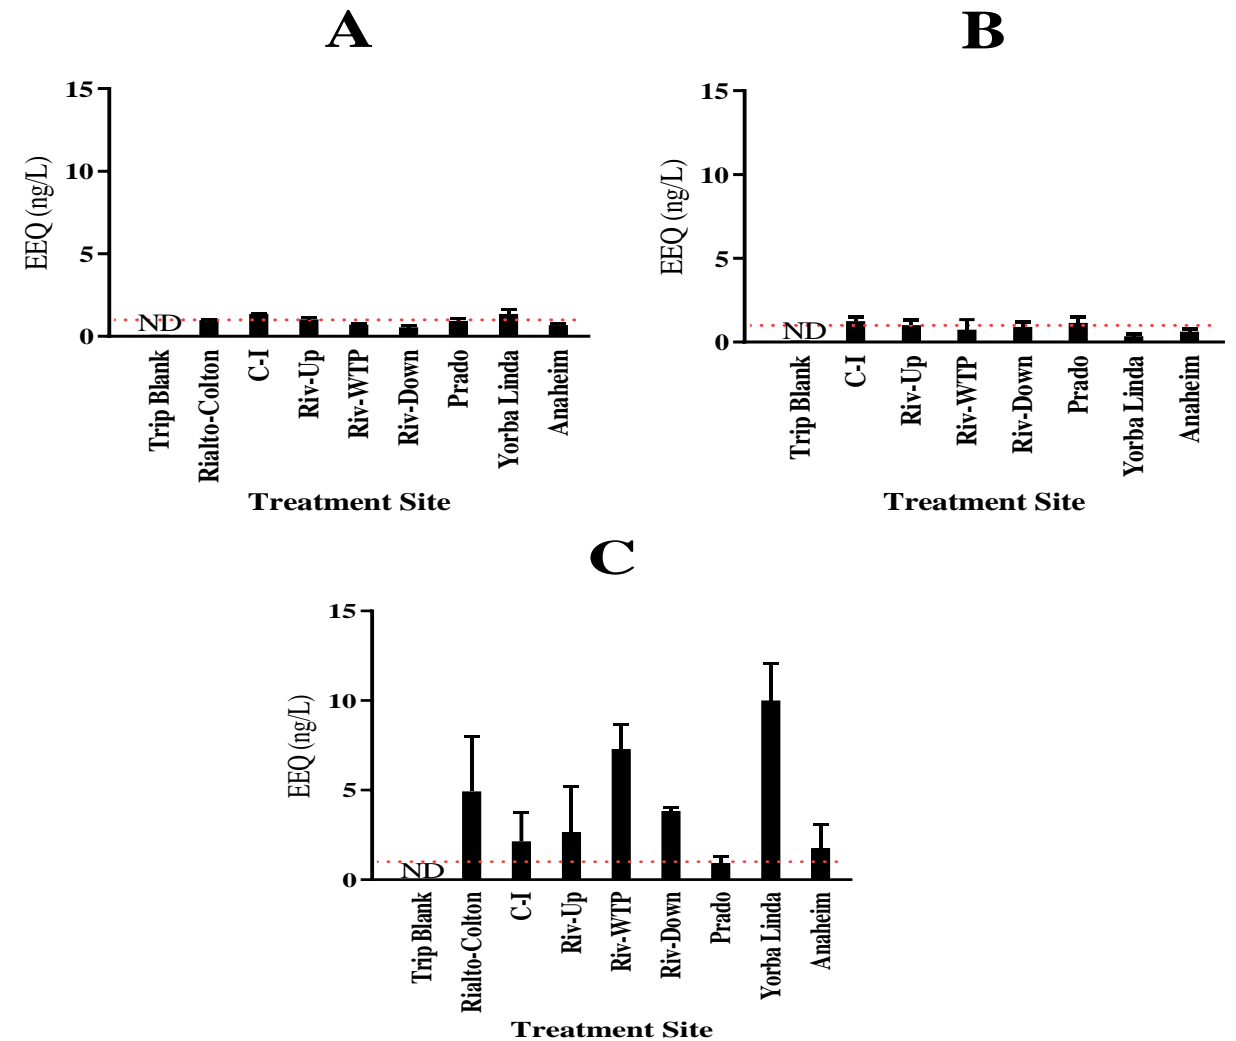 A
15
10
5
0
EEQ (ng/L)
ND
Trip Blank
Rialto-Colton
C-I
Riv-Up
Riv-WTP
Riv-Down
Prado
Yorba Linda
Anaheim
Treatment Site
B
15
10
5
0
EEQ (ng/L)
ND
Trip Blank
C-I
Riv-Up
Riv-WTP
Riv-Down
Prado
Yorba Linda
Anaheim
Treatment Site
C
15
10
5
0
EEQ (ng/L)
ND
Trip Blank
Rialto-Colton
C-I
Riv-Up
Riv-WTP
Riv-Down
Prado
Yorba Linda
Anaheim
Treatment Site